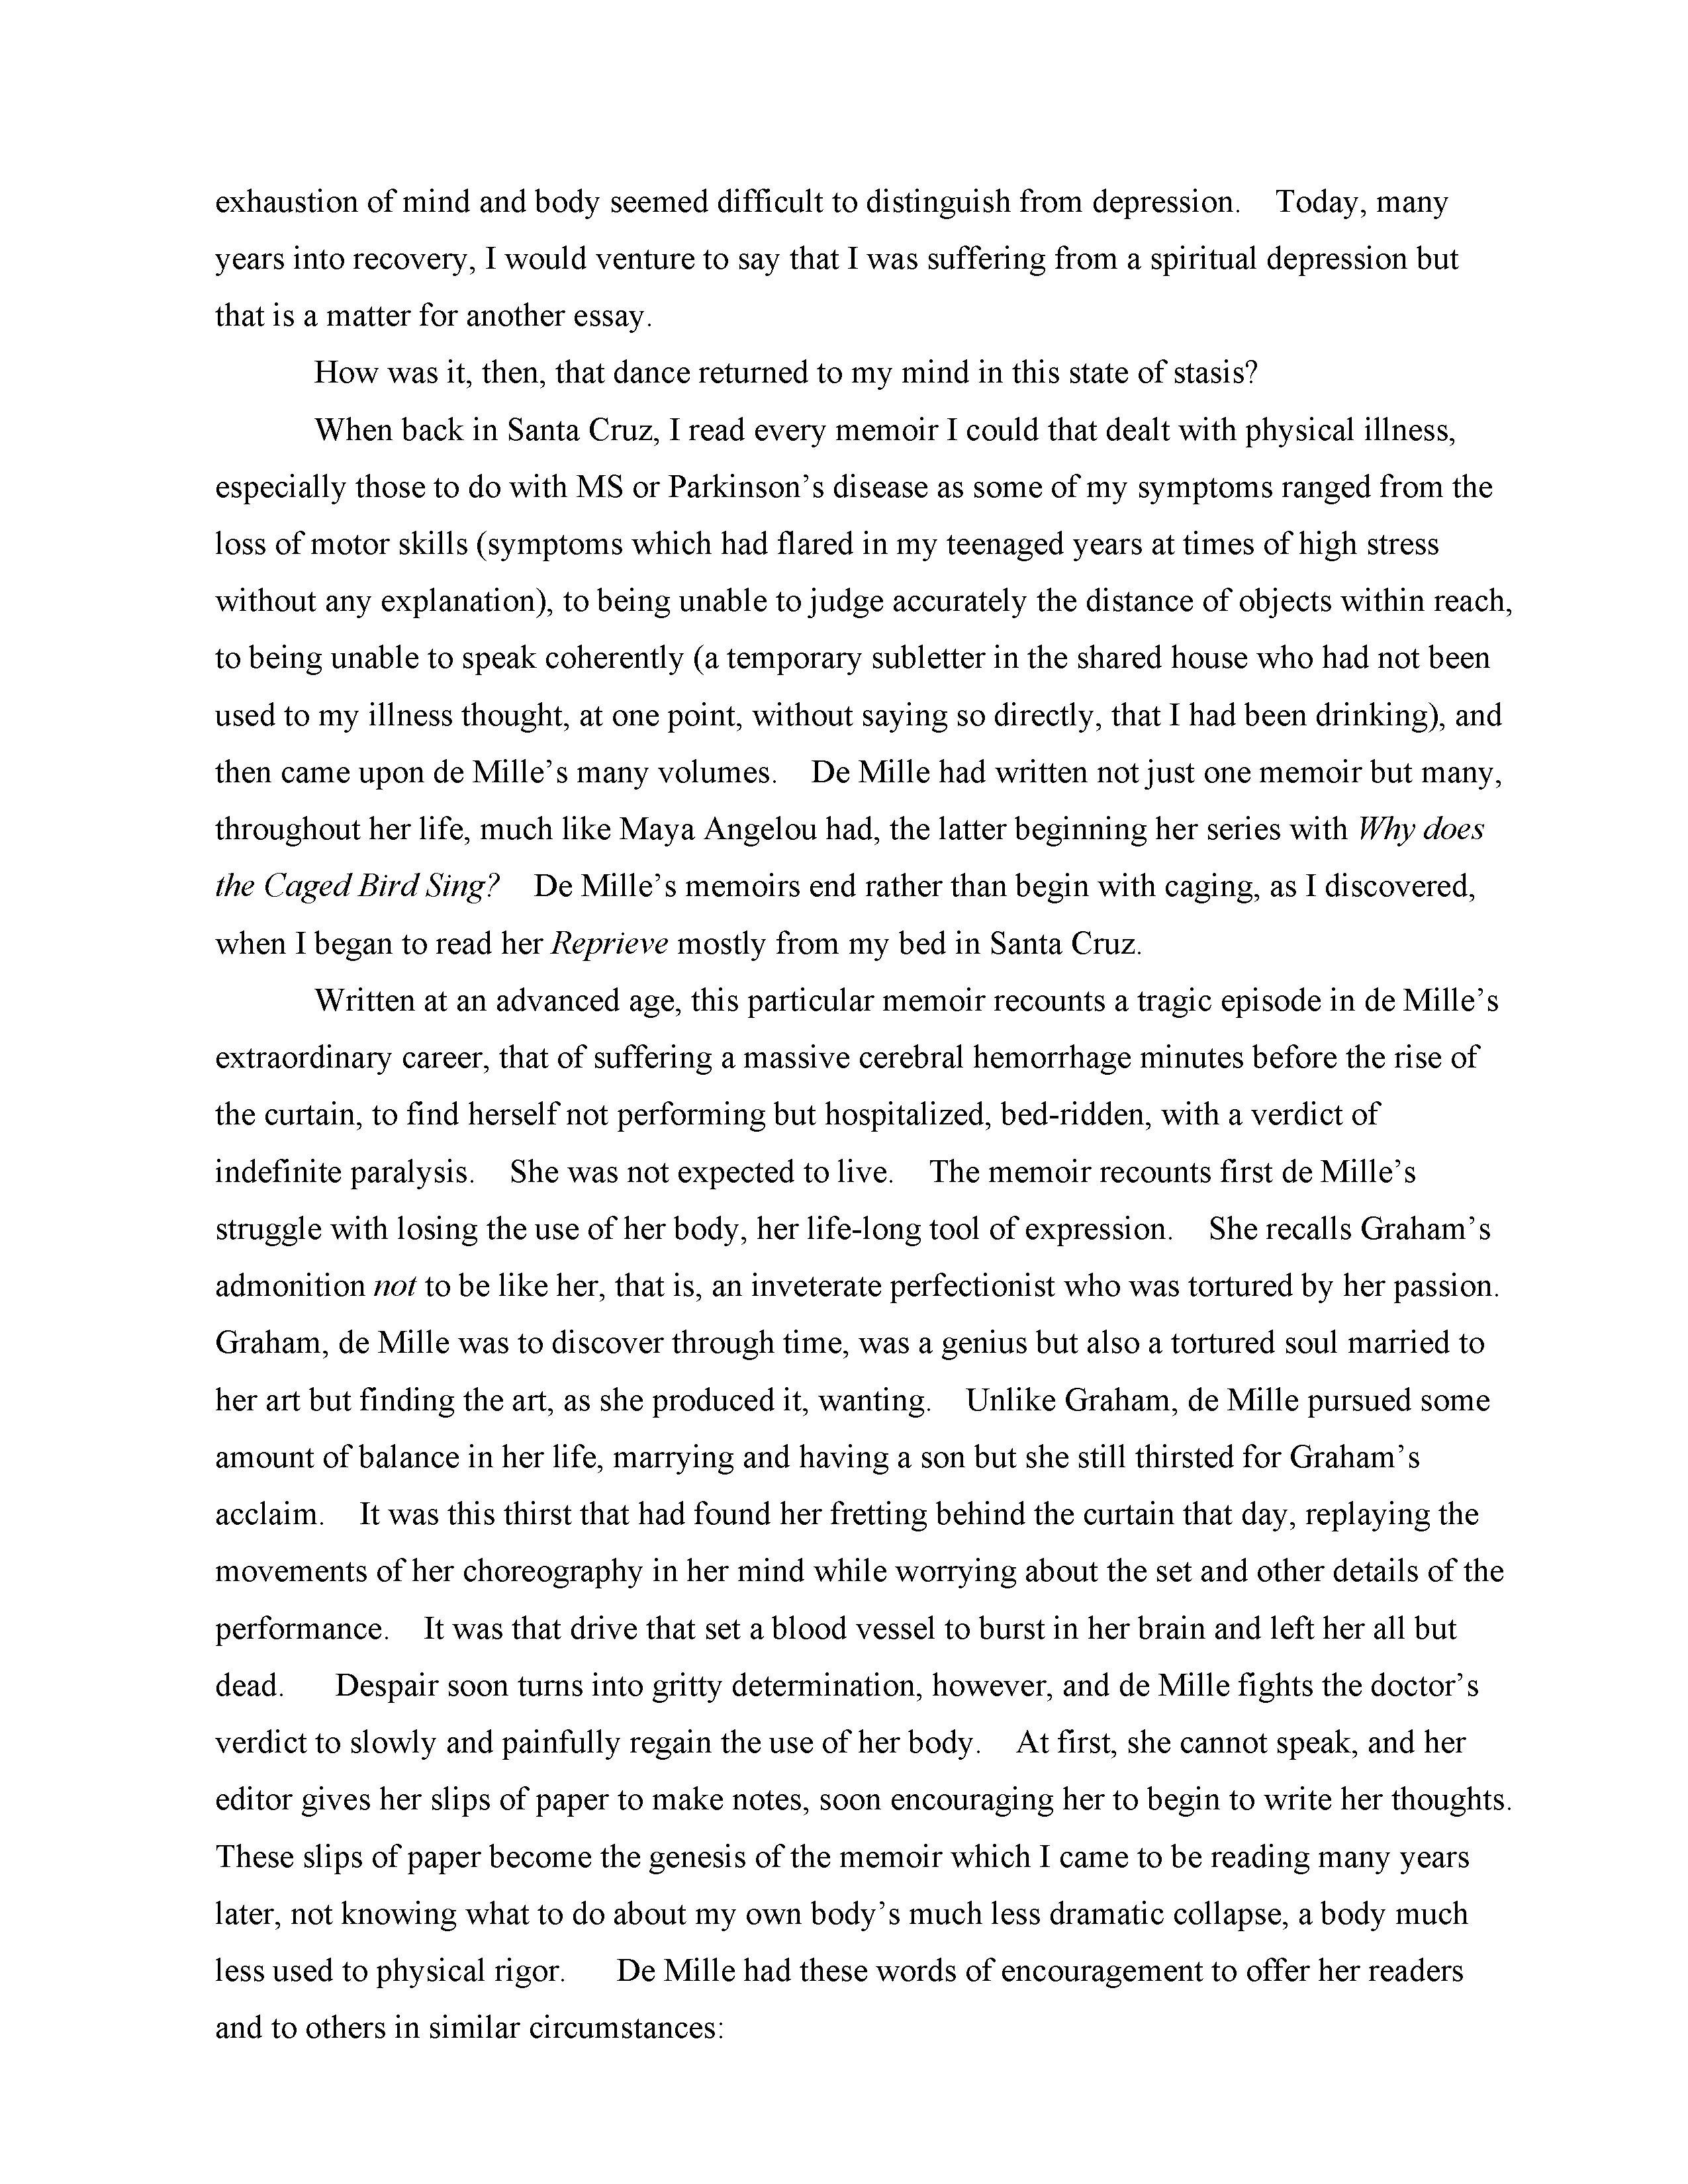 exhaustion of mind and body seemed difficult to distinguish from depression. Today, many
years into recovery, I would venture to say that I was suffering from a spiritual depression but
that is a matter for another essay.
How was it, then, that dance returned to my mind in this state of stasis?
When back in Santa Cruz, I read every memoir I could that dealt with physical illness,
especially those to do with MS or Parkinson’s disease as some of my symptoms ranged from the
loss of motor skills (symptoms which had flared in my teenaged years at times of high stress
without any explanation), to being unable to judge accurately the distance of objects within reach,
to being unable to speak coherently (a temporary subletter in the shared house who had not been
used to my illness thought, at one point, without saying so directly, that I had been drinking), and
then came upon de Mille’s many volumes. De Mille had written not just one memoir but many,
throughout her life, much like Maya Angelou had, the latter beginning her series with Why does
the Caged Bird Sing? De Mille’s memoirs end rather than begin with caging, as I discovered,
when I began to read her Reprieve mostly from my bed in Santa Cruz.
Written at an advanced age, this particular memoir recounts a tragic episode in de Mille’s
extraordinary career, that of suffering a massive cerebral hemorrhage minutes before the rise of
the curtain, to find herself not performing but hospitalized, bed-ridden, with a verdict of
indefinite paralysis. She was not expected to live. The memoir recounts first de Mille’s
struggle with losing the use of her body, her life-long tool of expression. She recalls Graham’s
admonition not to be like her, that is, an inveterate perfectionist who was tortured by her passion.
Graham, de Mille was to discover through time, was a genius but also a tortured soul married to
her art but finding the art, as she produced it, wanting. Unlike Graham, de Mille pursued some
amount of balance in her life, marrying and having a son but she still thirsted for Graham’s
acclaim. It was this thirst that had found her fretting behind the curtain that day, replaying the
movements of her choreography in her mind while worrying about the set and other details of the
performance. It was that drive that set a blood vessel to burst in her brain and left her all but
dead. Despair soon turns into gritty determination, however, and de Mille fights the doctor’s
verdict to slowly and painfully regain the use of her body. At first, she cannot speak, and her
editor gives her slips of paper to make notes, soon encouraging her to begin to write her thoughts.
These slips of paper become the genesis of the memoir which I came to be reading many years
later, not knowing what to do about my own body’s much less dramatic collapse, a body much
less used to physical rigor. De Mille had these words of encouragement to offer her readers
and to others in similar circumstances: